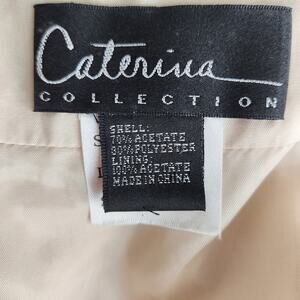 Caterina
COLLECTION
SHELL:
70% ACETATE
30% POLYESTER
LINING:
100% ACETATE
MADE IN CHINA